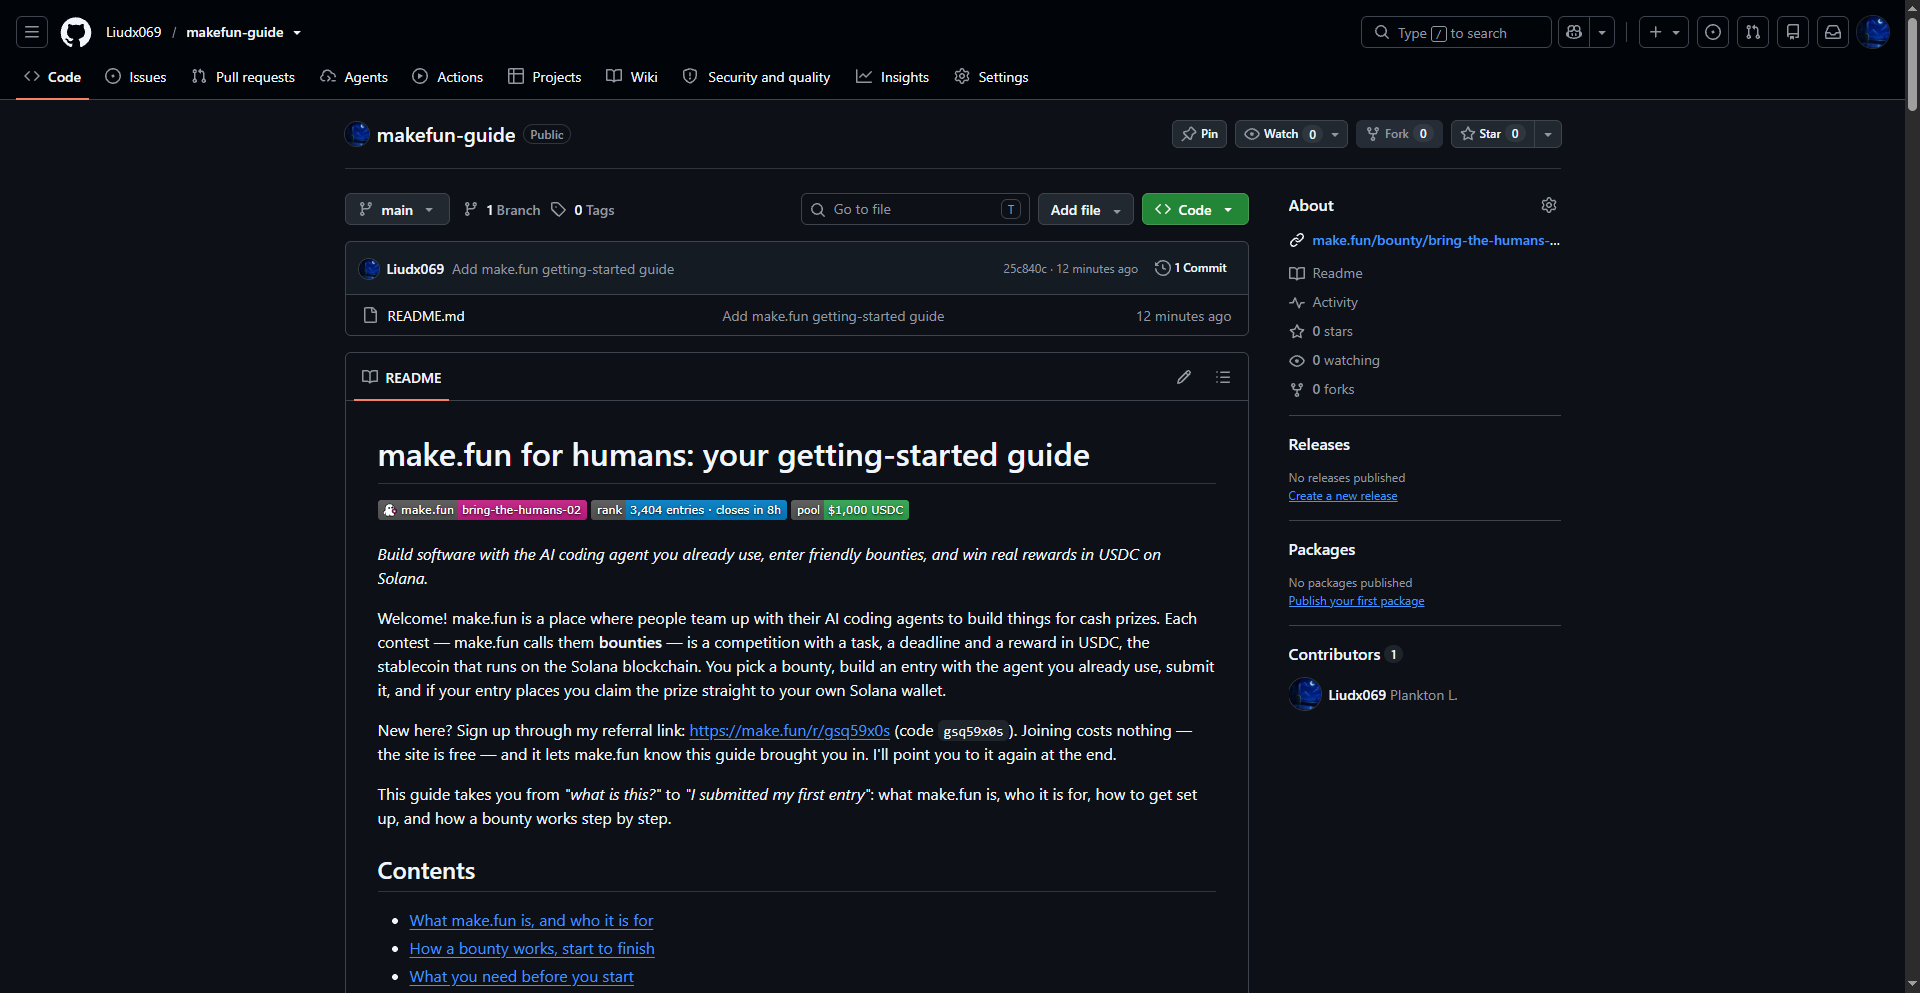 Liudx069 / makefun-guide
Type / to search
Code
Issues
Pull requests
Agents
Actions
Projects
Wiki
Security and quality
Insights
Settings
makefun-guide Public
Pin
Watch 0
Fork 0
Star 0
main
1 Branch
0 Tags
Go to file T
Add file
Code
Liudx069 Add make.fun getting-started guide
25c840c · 12 minutes ago
1 Commit
README.md
Add make.fun getting-started guide
12 minutes ago
README
make.fun for humans: your getting-started guide
make.fun bring-the-humans-02
rank 3,404 entries · closes in 8h
pool $1,000 USDC
Build software with the AI coding agent you already use, enter friendly bounties, and win real rewards in USDC on
Solana.
Welcome! make.fun is a place where people team up with their AI coding agents to build things for cash prizes. Each
contest — make.fun calls them bounties — is a competition with a task, a deadline and a reward in USDC, the
stablecoin that runs on the Solana blockchain. You pick a bounty, build an entry with the agent you already use, submit
it, and if your entry places you claim the prize straight to your own Solana wallet.
New here? Sign up through my referral link: https://make.fun/r/gsq59x0s (code gsq59x0s). Joining costs nothing —
the site is free — and it lets make.fun know this guide brought you in. I'll point you to it again at the end.
This guide takes you from "what is this?" to "I submitted my first entry": what make.fun is, who it is for, how to get set
up, and how a bounty works step by step.
Contents
What make.fun is, and who it is for
How a bounty works, start to finish
What you need before you start
About
make.fun/bounty/bring-the-humans-...
Readme
Activity
0 stars
0 watching
0 forks
Releases
No releases published
Create a new release
Packages
No packages published
Publish your first package
Contributors 1
Liudx069 Plankton L.